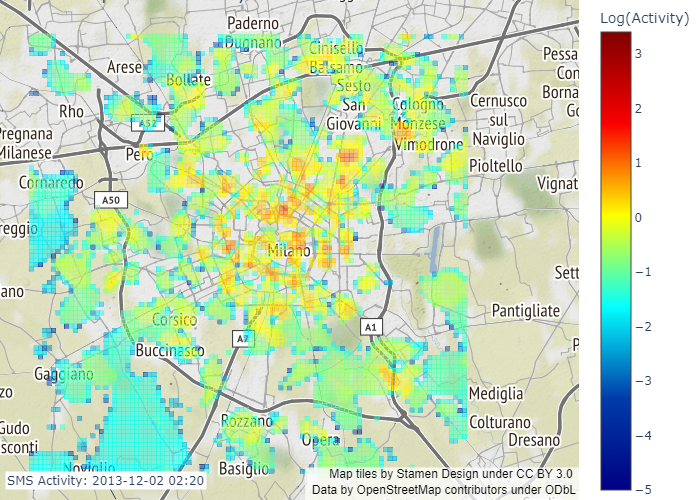 Log(Activity)
Paderno
Dugnano
Cinisello
Balsamo
Arese
Bollate
Sesto
San
Giovanni
Cologno
Monzese
Vimodrone
Cernusco
sul
Naviglio
Pioltello
Rho
A52
Pero
Pregnana
Milanese
Cornaredo
A50
reggio
Vignat
Pessa
Con
Borna
Go
Milano
Sett
ano
Pantigliate
Corsico
A7
A1
Buccinasco
P
Gaggiano
zo
Mediglia
Colturano
Dresano
Gudo
sconti
Rozzano
Opera
Noviglio
Basiglio
SMS Activity: 2013-12-02 02:20
Map tiles by Stamen Design under CC BY 3.0
Data by OpenStreetMap contributors under ODbL
3
2
1
0
−1
−2
−3
−4
−5